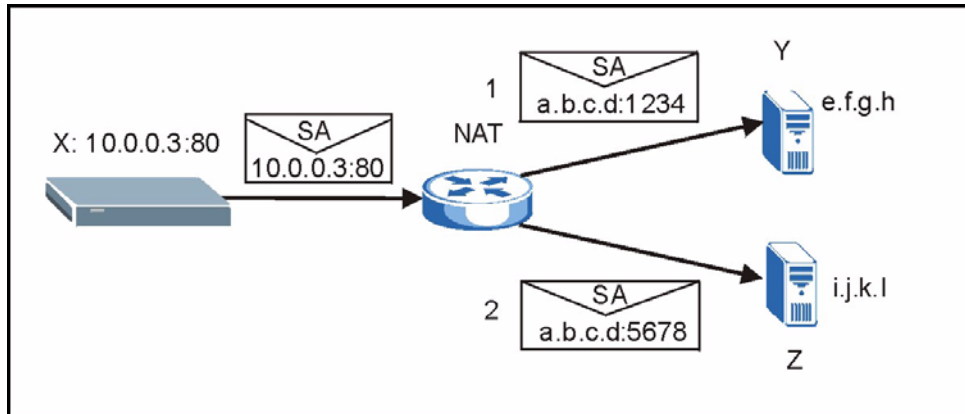 X: 10.0.0.3:80
SA
10.0.0.3:80
NAT
1
SA
a.b.c.d:1234
Y
e.f.g.h
2
SA
a.b.c.d:5678
i.j.k.l
Z